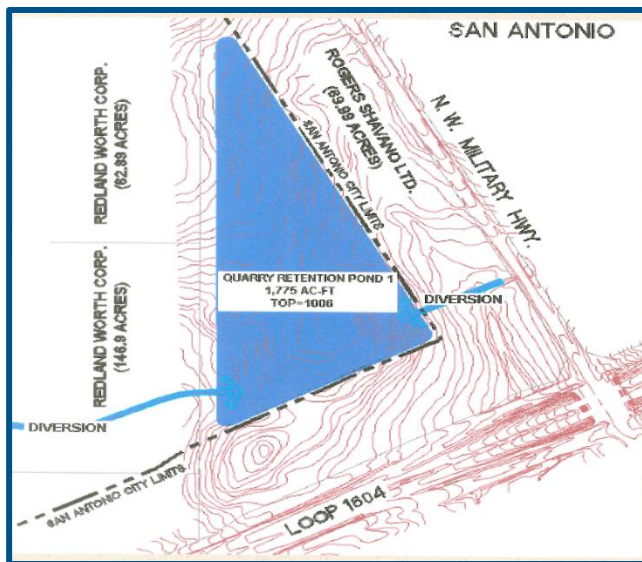 SAN ANTONIO
REDLAND WORTH CORP.
(62.89 ACRES)
ROGERS SHAVANO LTD.
(69.99 ACRES)
N. W. MILITARY HWY.
SAN ANTONIO CITY LIMITS
REDLAND WORTH CORP.
(146.9 ACRES)
QUARRY RETENTION POND 1
1,775 AC-FT
TOP=1006
DIVERSION
DIVERSION
SAN ANTONIO CITY LIMITS
LOOP 1604